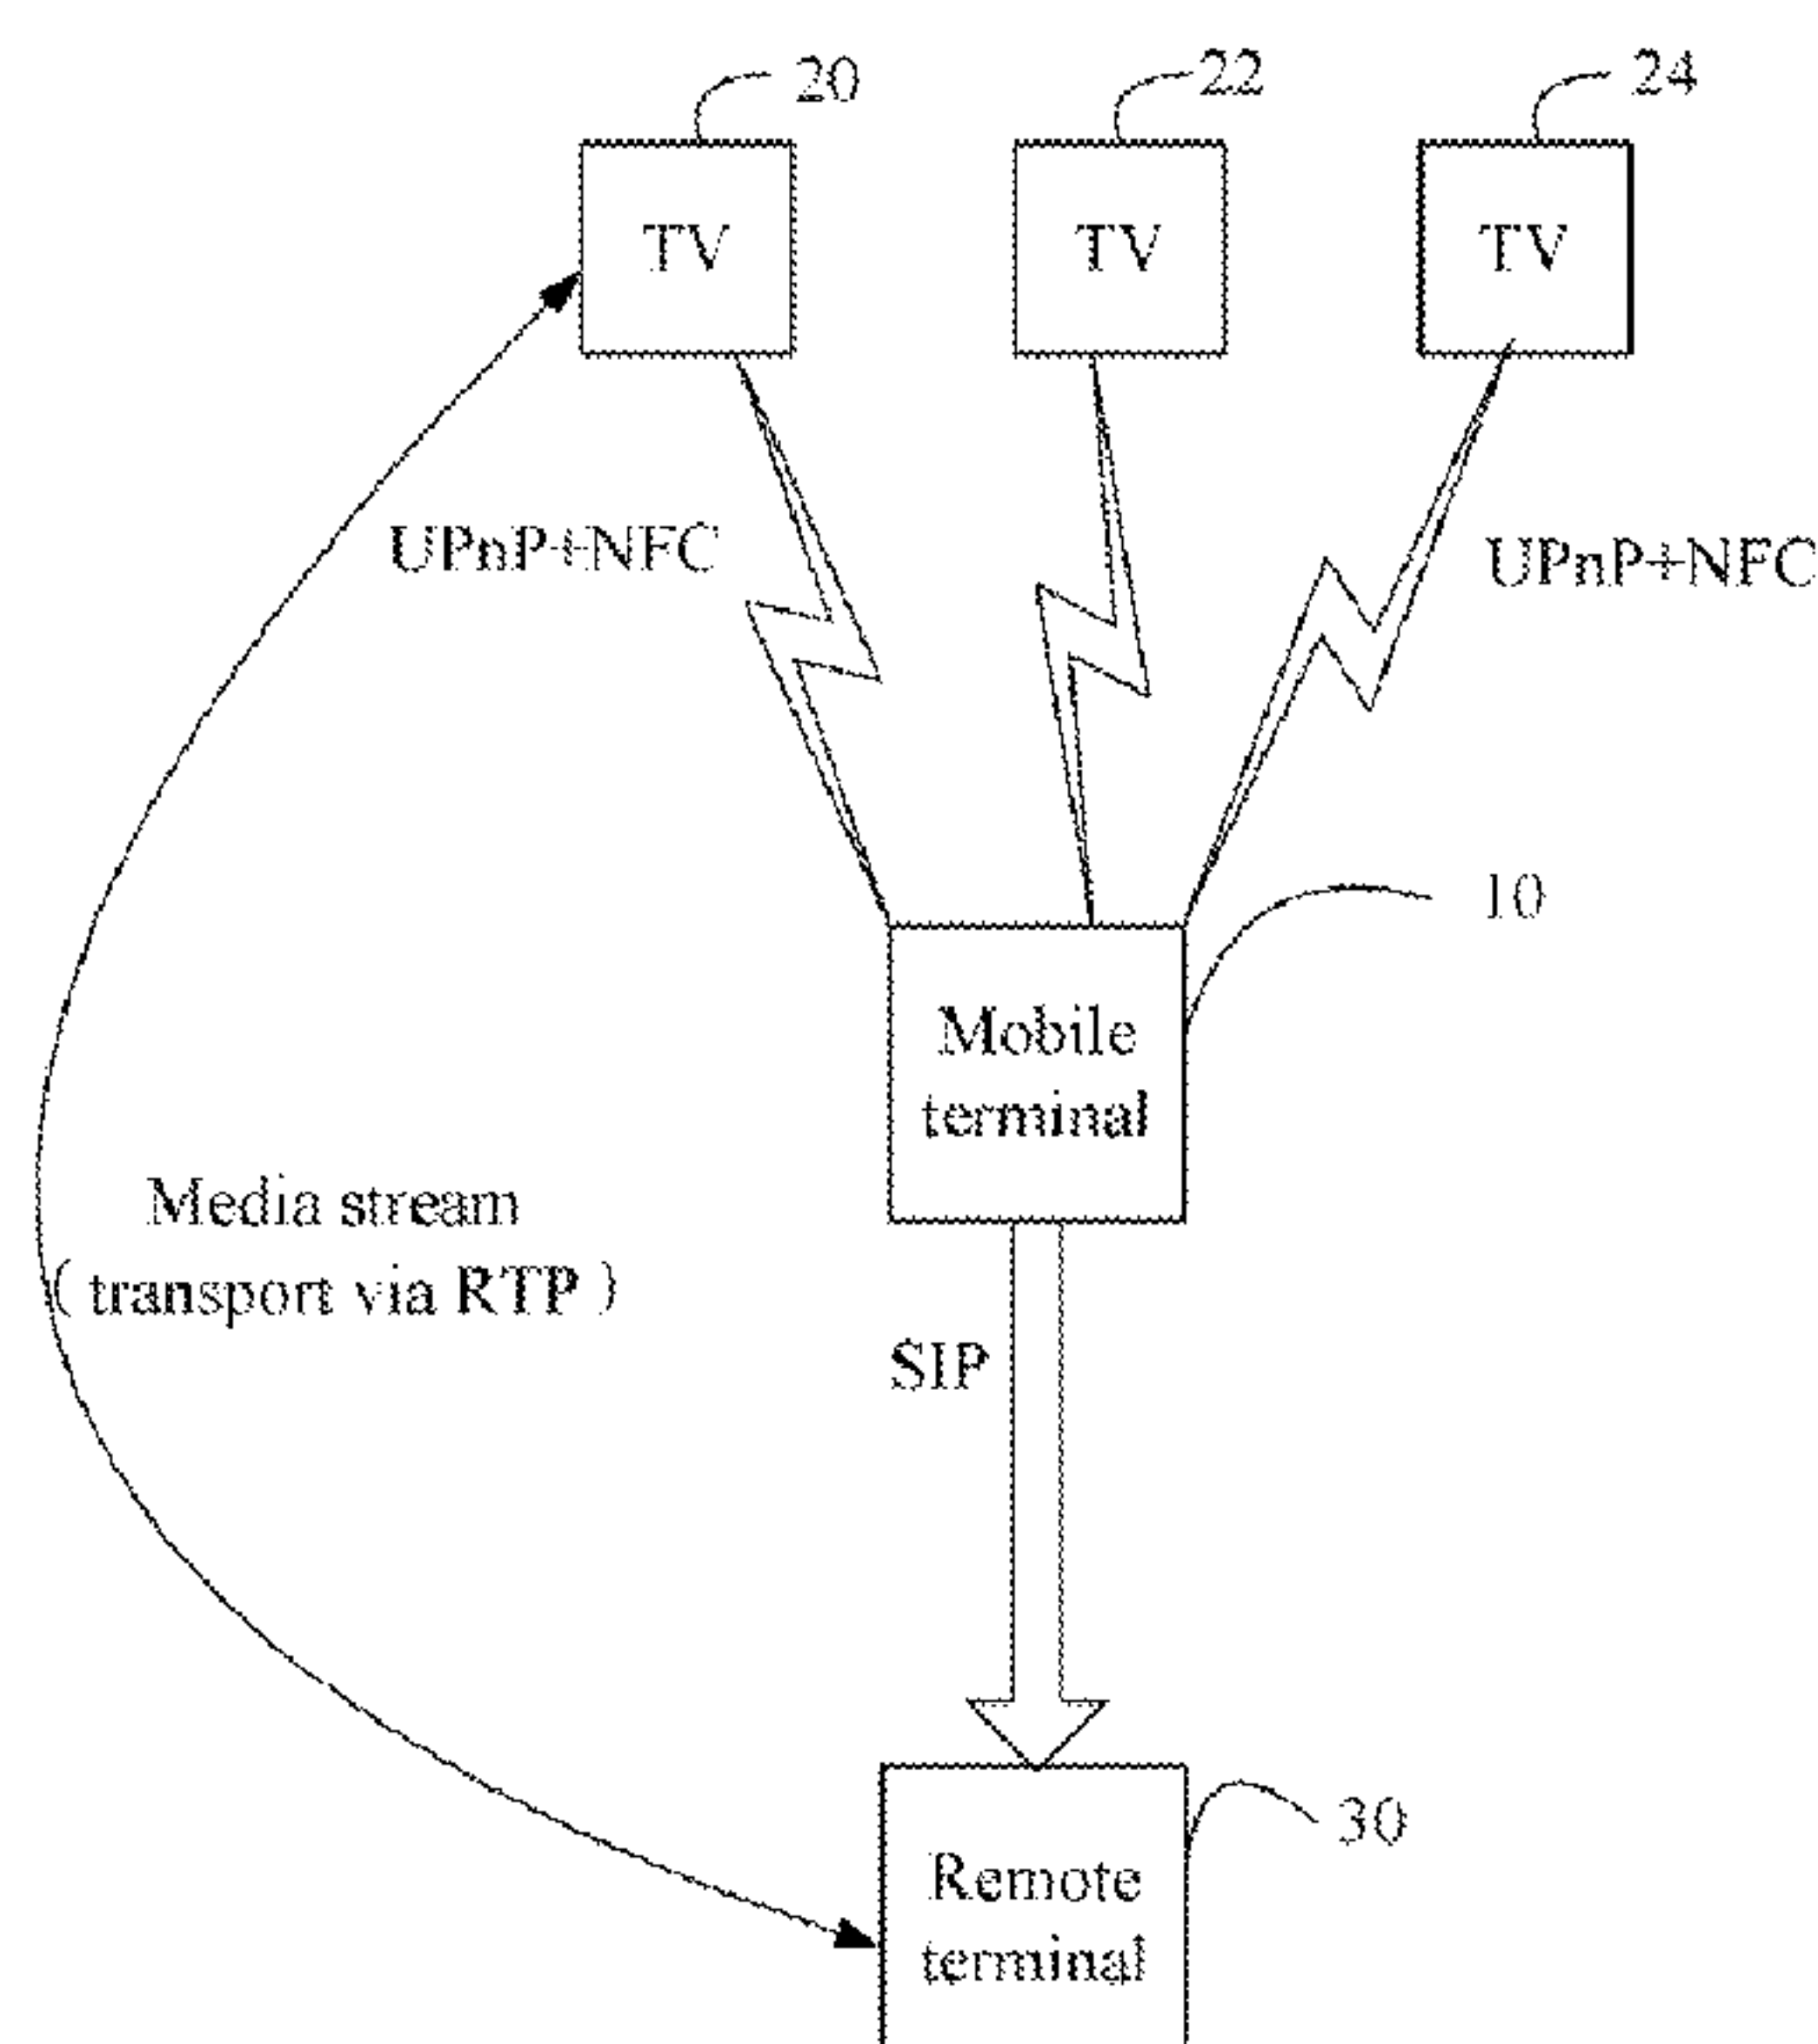 20
22
24
TV
TV
TV
UPnP+NFC
UPnP+NFC
10
Mobile
terminal
Media stream
( transport via RTP )
SIP
30
Remote
terminal